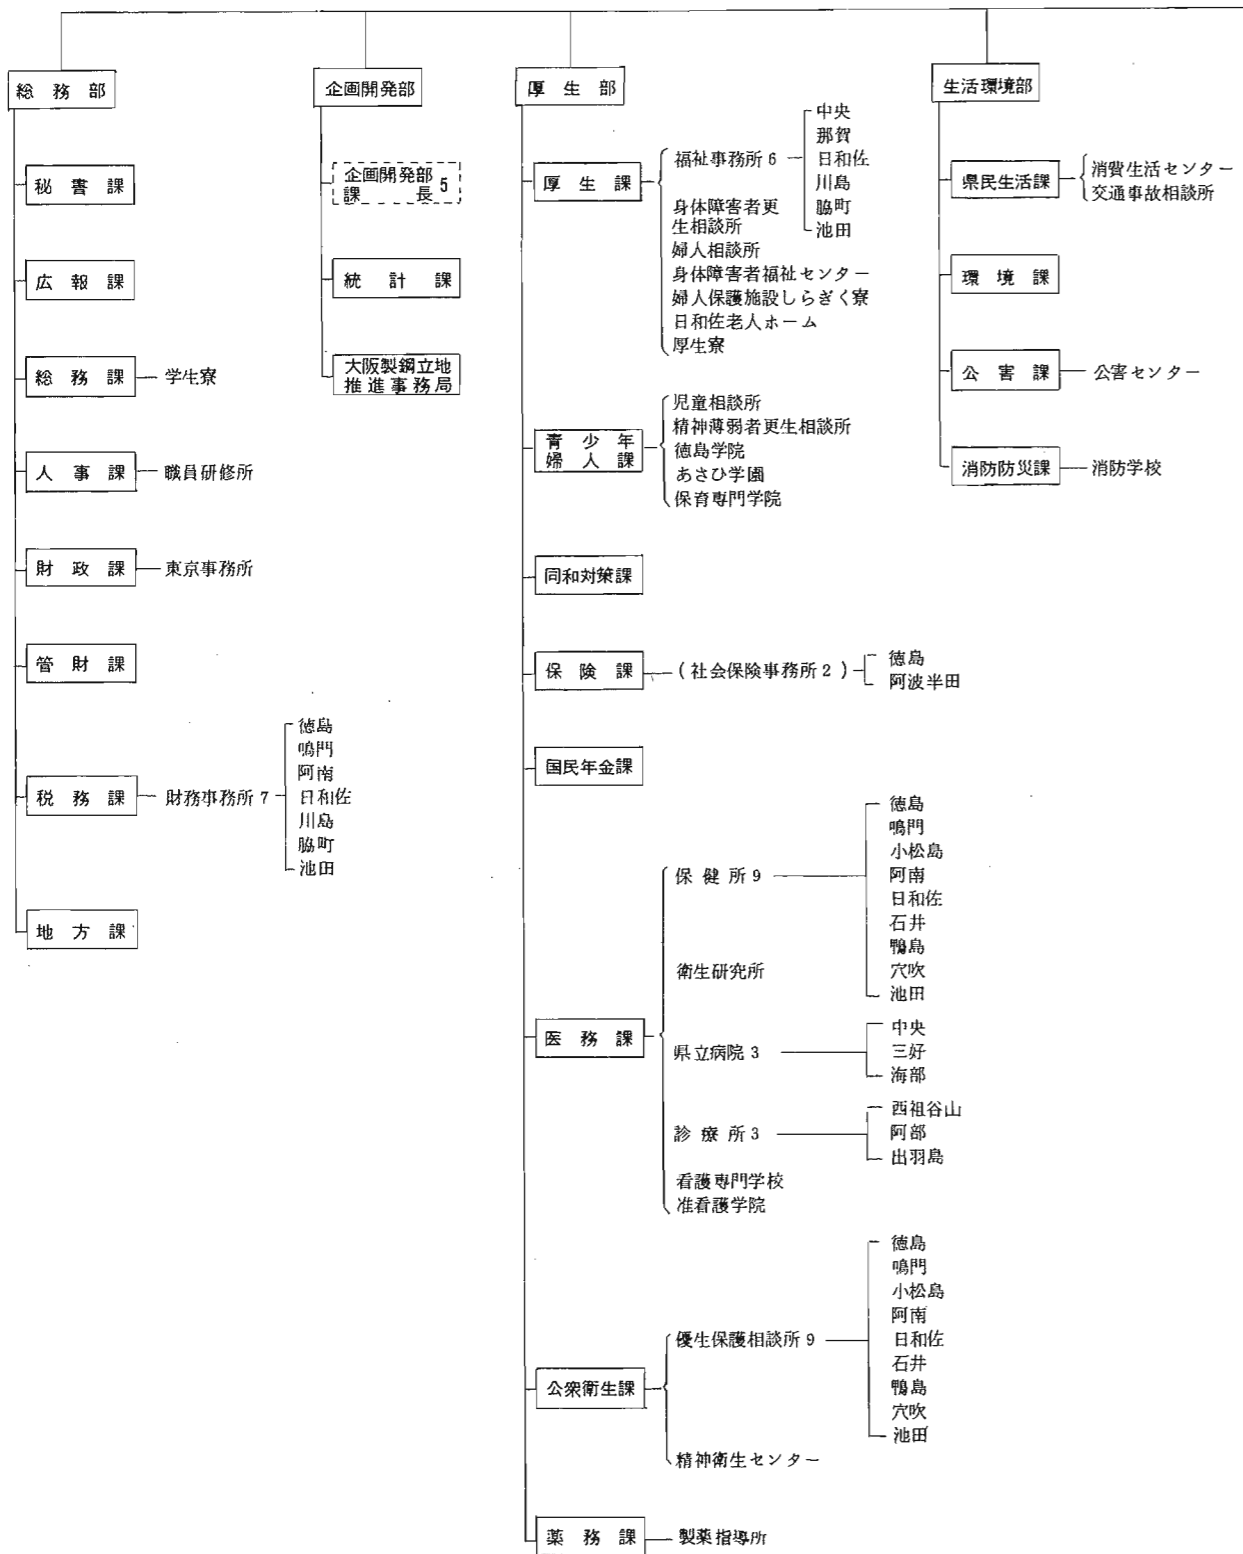 総務部
秘書課
広報課
総務課
学生寮
人事課
職員研修所
財政課
東京事務所
管財課
税務課
財務事務所 7
徳島
鳴門
阿南
日和佐
川島
脇町
池田
地方課
企画開発部
企画開発部
課長 5
統計課
大阪製鋼立地
推進事務局
厚生部
厚生課
福祉事務所 6
中央
那賀
日和佐
川島
脇町
池田
身体障害者更
生相談所
婦人相談所
身体障害者福祉センター
婦人保護施設しらぎく寮
日和佐老人ホーム
厚生寮
青少年
婦人課
児童相談所
精神薄弱者更生相談所
徳島学院
あさひ学園
保育専門学院
同和対策課
保険課
(社会保険事務所 2 )
徳島
阿波半田
国民年金課
医務課
保健所 9
徳島
鳴門
小松島
阿南
日和佐
石井
鴨島
穴吹
池田
衛生研究所
県立病院 3
中央
三好
海部
診療所 3
西祖谷山
阿部
出羽島
看護専門学校
准看護学院
公衆衛生課
優生保護相談所 9
徳島
鳴門
小松島
阿南
日和佐
石井
鴨島
穴吹
池田
精神衛生センター
薬務課
製薬指導所
生活環境部
県民生活課
消費生活センター
交通事故相談所
環境課
公害課
公害センター
消防防災課
消防学校